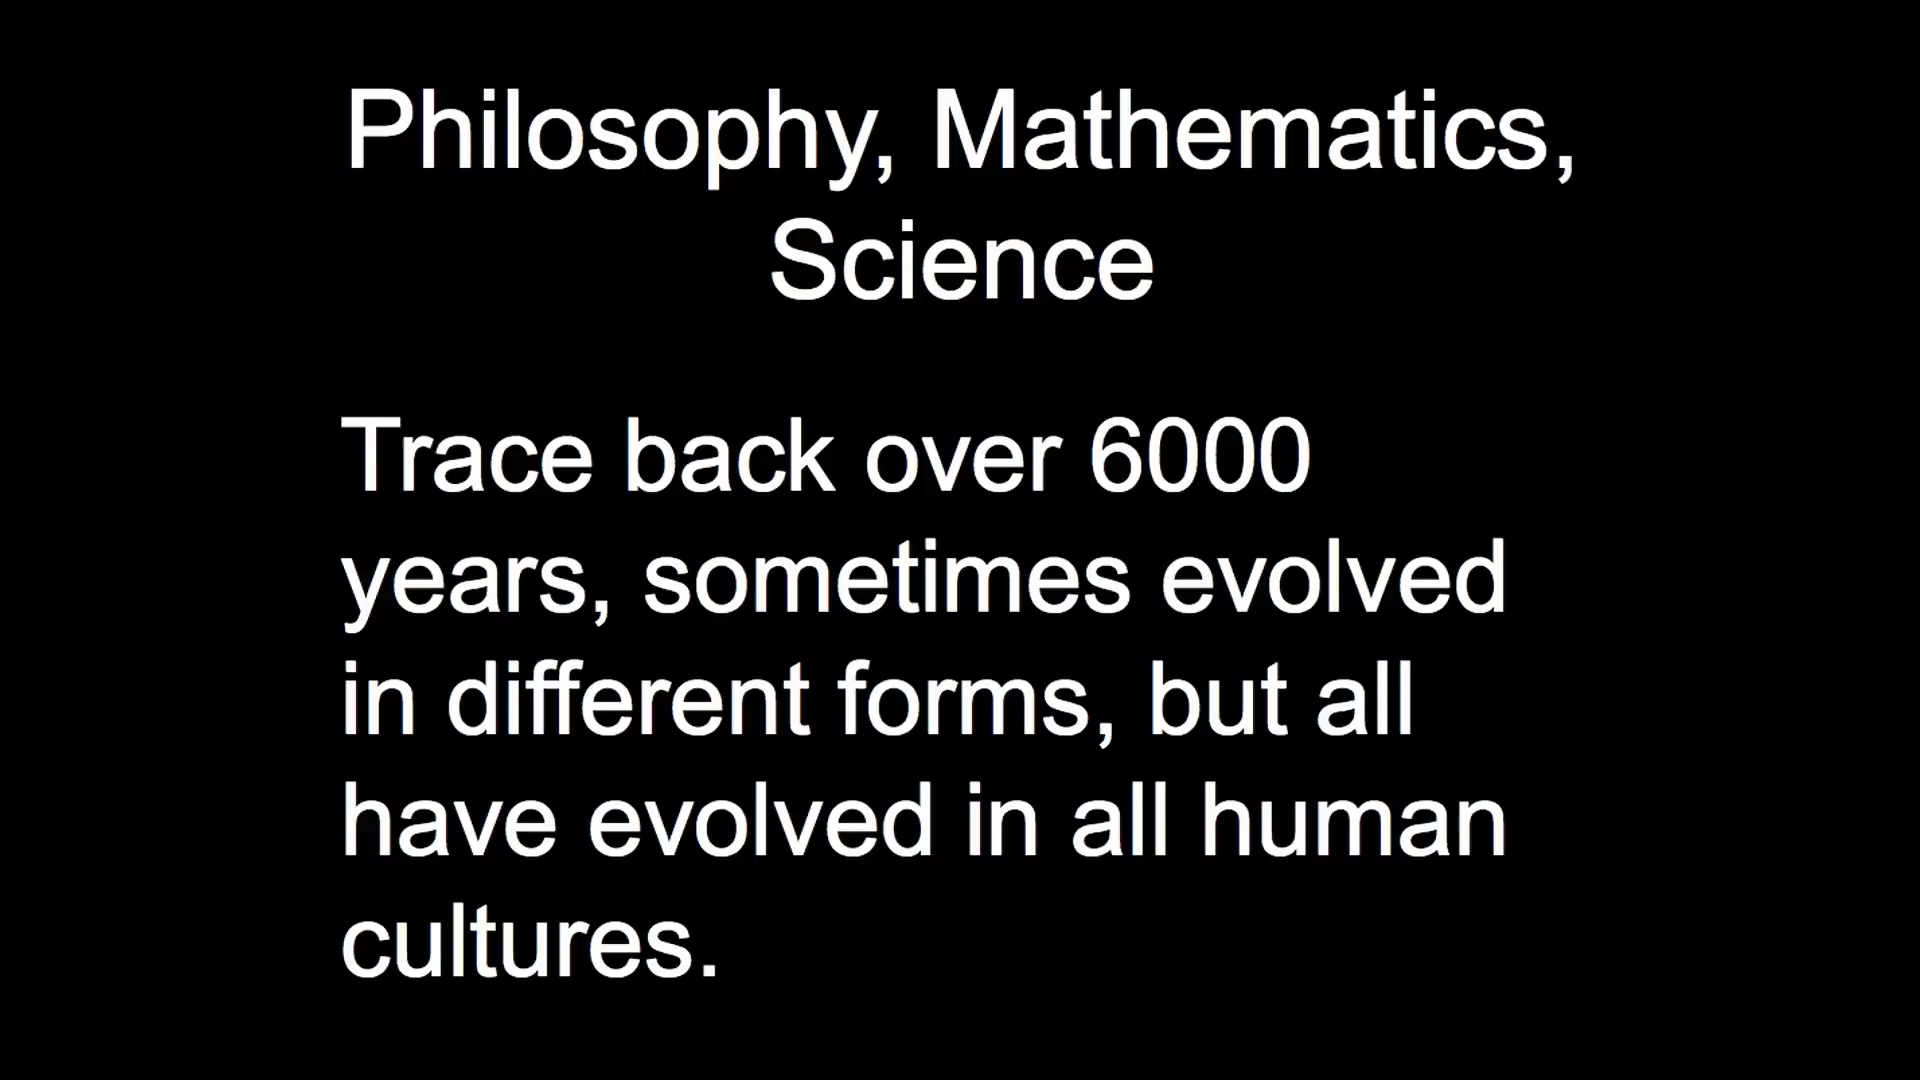 Philosophy, Mathematics,
Science
Trace back over 6000
years, sometimes evolved
in different forms, but all
have evolved in all human
cultures.